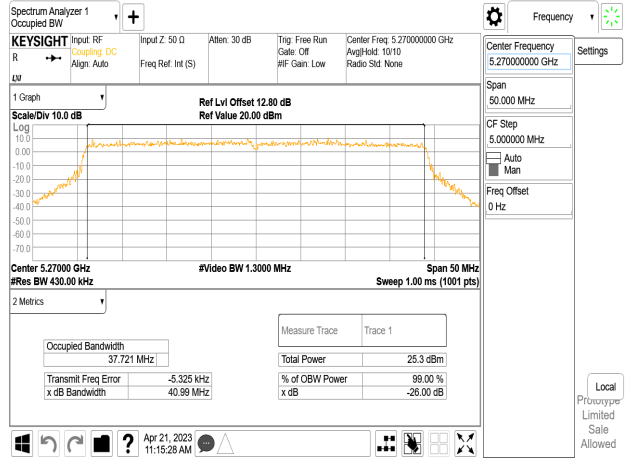 Spectrum Analyzer 1
Occupied BW
Frequency
KEYSIGHT
R
Input: RF
Coupling: DC
Align: Auto
Input Z: 50 Ω
Freq Ref: Int (S)
Atten: 30 dB
Trig: Free Run
Gate: Off
#IF Gain: Low
Center Freq: 5.270000000 GHz
Avg|Hold: 10/10
Radio Std: None
Center Frequency
5.270000000 GHz
Settings
Span
50.000 MHz
CF Step
5.000000 MHz
Auto
Man
Freq Offset
0 Hz
1 Graph
Scale/Div 10.0 dB
Ref Lvl Offset 12.80 dB
Ref Value 20.00 dBm
Log
10.0
0.00
-10.0
-20.0
-30.0
-40.0
-50.0
-60.0
-70.0
Center 5.27000 GHz
#Res BW 430.00 kHz
#Video BW 1.3000 MHz
Span 50 MHz
Sweep 1.00 ms (1001 pts)
2 Metrics
Measure Trace Trace 1
Occupied Bandwidth
37.721 MHz
Total Power 25.3 dBm
Transmit Freq Error -5.325 kHz
% of OBW Power 99.00 %
x dB Bandwidth 40.99 MHz
x dB -26.00 dB
Local
Prototype
Limited
Sale
Allowed
?
Apr 21, 2023
11:15:28 AM